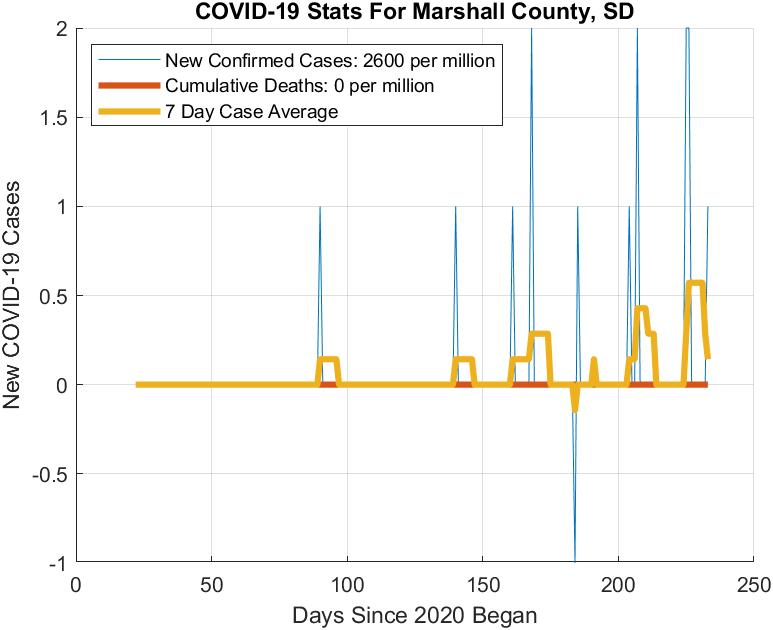 COVID-19 Stats For Marshall County, SD
New Confirmed Cases: 2600 per million
Cumulative Deaths: 0 per million
7 Day Case Average
2
1.5
1
0.5
0
-0.5
-1
New COVID-19 Cases
0 50 100 150 200 250
Days Since 2020 Began